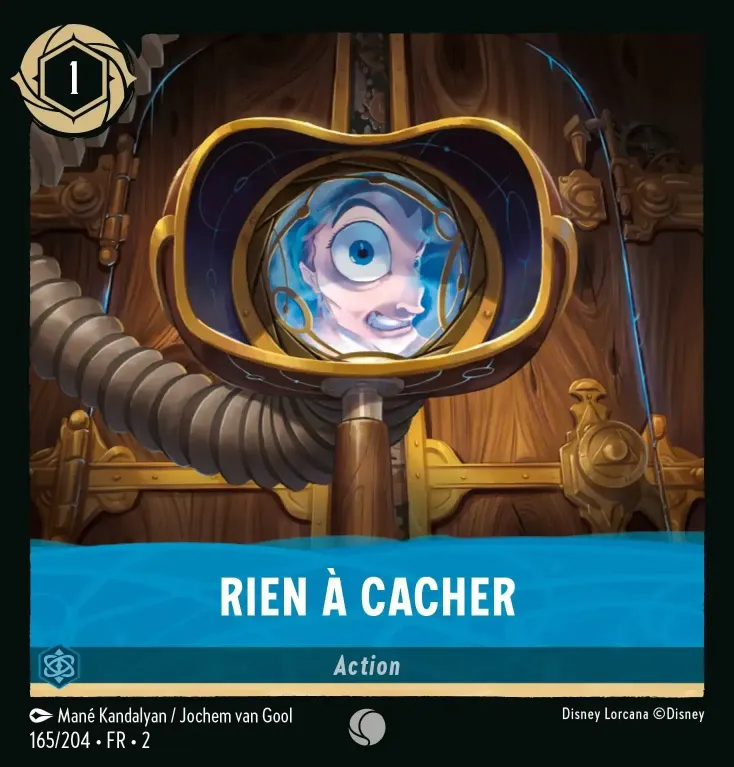 1
RIEN À CACHER
Action
Mané Kandalyan / Jochem van Gool
Disney Lorcana ©Disney
165/204 • FR • 2